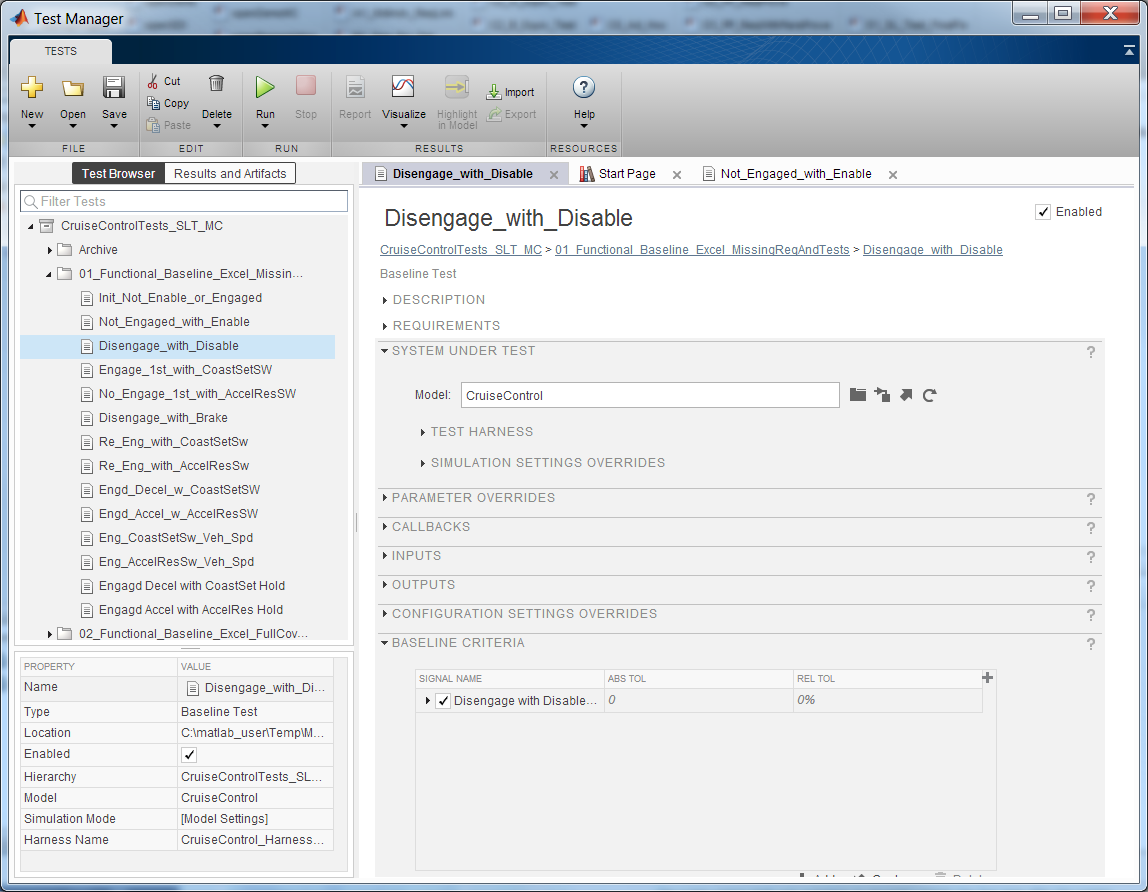 Test Manager
TESTS
New
Open
Save
Cut
Copy
Paste
Delete
Run
Stop
Report
Visualize
Highlight
in Model
Import
Export
Help
FILE
EDIT
RUN
RESULTS
RESOURCES
Test Browser
Results and Artifacts
Filter Tests
CruiseControlTests_SLT_MC
Archive
01_Functional_Baseline_Excel_Missin...
Init_Not_Enable_or_Engaged
Not_Engaged_with_Enable
Disengage_with_Disable
Engage_1st_with_CoastSetSW
No_Engage_1st_with_AccelResSW
Disengage_with_Brake
Re_Eng_with_CoastSetSw
Re_Eng_with_AccelResSw
Engd_Decel_w_CoastSetSW
Engd_Accel_w_AccelResSW
Eng_CoastSetSw_Veh_Spd
Eng_AccelResSw_Veh_Spd
Engagd Decel with CoastSet Hold
Engagd Accel with AccelRes Hold
02_Functional_Baseline_Excel_FullCov...
PROPERTY VALUE
Name Disengage_with_Di...
Type Baseline Test
Location C:\matlab_user\Temp\M...
Enabled
Hierarchy CruiseControlTests_SL...
Model CruiseControl
Simulation Mode [Model Settings]
Harness Name CruiseControl_Harness...
Disengage_with_Disable
Start Page
Not_Engaged_with_Enable
Disengage_with_Disable
Enabled
CruiseControlTests_SLT_MC > 01_Functional_Baseline_Excel_MissingReqAndTests > Disengage_with_Disable
Baseline Test
DESCRIPTION
REQUIREMENTS
SYSTEM UNDER TEST ?
Model: CruiseControl
TEST HARNESS
SIMULATION SETTINGS OVERRIDES
PARAMETER OVERRIDES ?
CALLBACKS ?
INPUTS ?
OUTPUTS ?
CONFIGURATION SETTINGS OVERRIDES ?
BASELINE CRITERIA ?
SIGNAL NAME ABS TOL REL TOL
Disengage with Disable... 0 0%